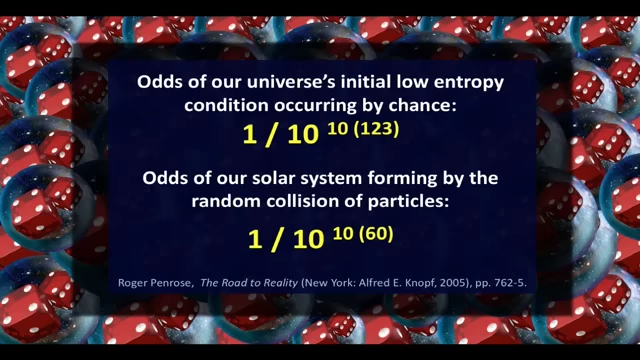 Odds of our universe's initial low entropy
condition occurring by chance:
1 / 10 10 (123)
Odds of our solar system forming by the
random collision of particles:
1 / 10 10 (60)
Roger Penrose, The Road to Reality (New York: Alfred E. Knopf, 2005), pp. 762-5.